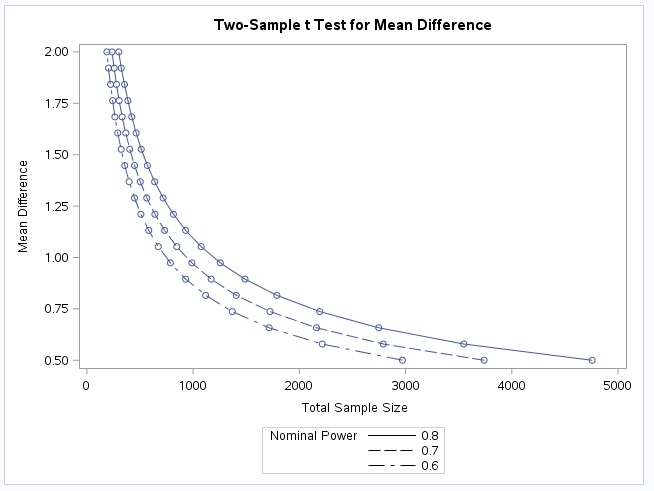 Two-Sample t Test for Mean Difference
2.00
1.75
1.50
1.25
1.00
0.75
0.50
Mean Difference
0 1000 2000 3000 4000 5000
Total Sample Size
Nominal Power 0.8
0.7
0.6